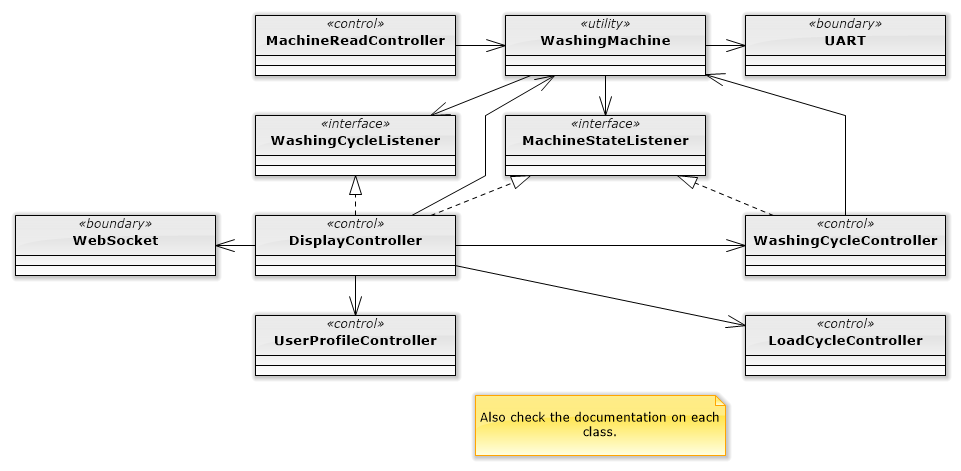 «control»
MachineReadController
«utility»
WashingMachine
«boundary»
UART
«interface»
WashingCycleListener
«interface»
MachineStateListener
«boundary»
WebSocket
«control»
DisplayController
«control»
WashingCycleController
«control»
UserProfileController
«control»
LoadCycleController
Also check the documentation on each
class.